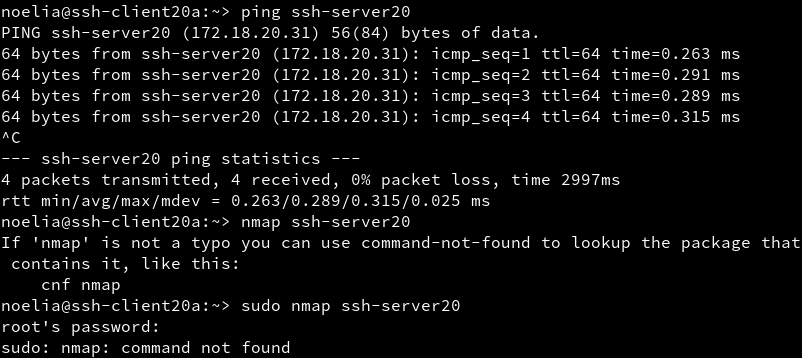 noelia@ssh-client20a:~> ping ssh-server20
PING ssh-server20 (172.18.20.31) 56(84) bytes of data.
64 bytes from ssh-server20 (172.18.20.31): icmp_seq=1 ttl=64 time=0.263 ms
64 bytes from ssh-server20 (172.18.20.31): icmp_seq=2 ttl=64 time=0.291 ms
64 bytes from ssh-server20 (172.18.20.31): icmp_seq=3 ttl=64 time=0.289 ms
64 bytes from ssh-server20 (172.18.20.31): icmp_seq=4 ttl=64 time=0.315 ms
^C
--- ssh-server20 ping statistics ---
4 packets transmitted, 4 received, 0% packet loss, time 2997ms
rtt min/avg/max/mdev = 0.263/0.289/0.315/0.025 ms
noelia@ssh-client20a:~> nmap ssh-server20
If 'nmap' is not a typo you can use command-not-found to lookup the package that
 contains it, like this:
    cnf nmap
noelia@ssh-client20a:~> sudo nmap ssh-server20
root's password:
sudo: nmap: command not found